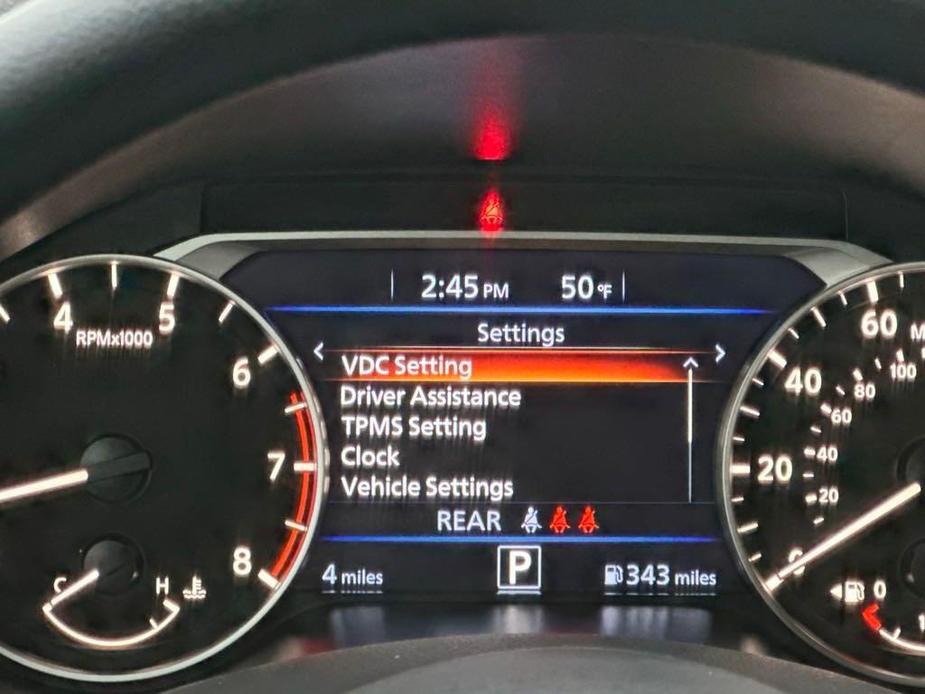 2:45 PM 50 °F
Settings
VDC Setting
Driver Assistance
TPMS Setting
Clock
Vehicle Settings
REAR
4 miles P 343 miles
4 5
RPMx1000
6
7
8
C H
60 M
100
40 80
60
20 40
20
0
0